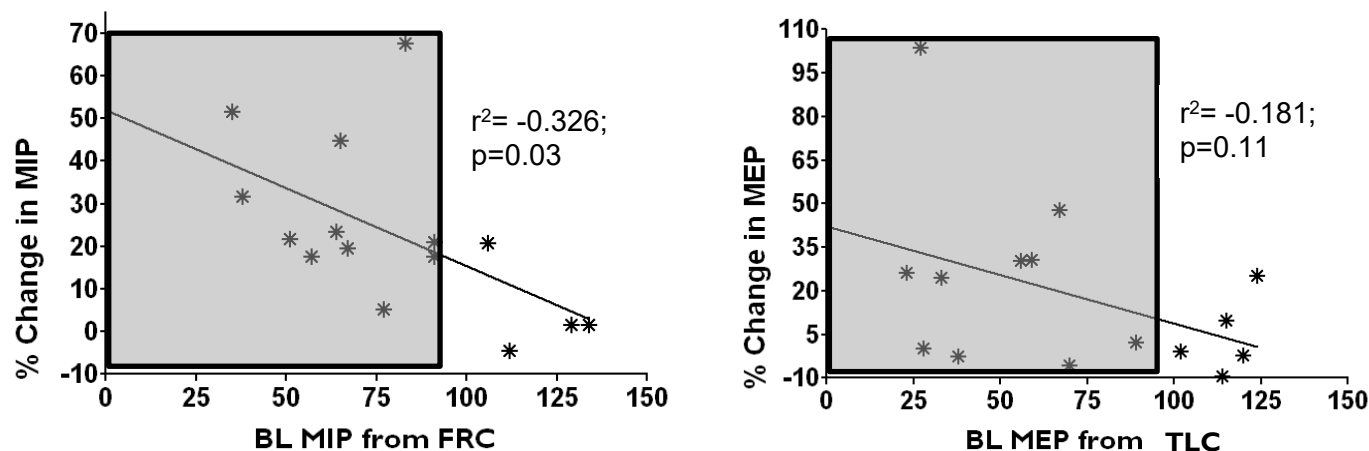 70
60
50
40
30
20
10
0
-10
% Change in MIP
0 25 50 75 100 125 150
BL MIP from FRC
r²= -0.326;
p=0.03
110
95
80
65
50
35
20
5
-10
% Change in MEP
0 25 50 75 100 125 150
BL MEP from TLC
r²= -0.181;
p=0.11